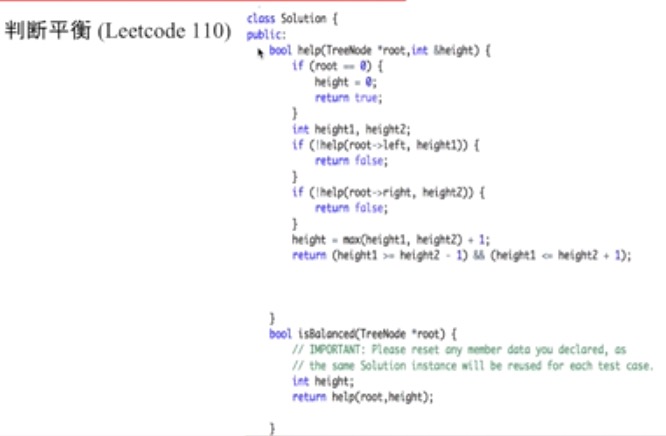 判断平衡 (Leetcode 110)
class Solution {
public:
bool help(TreeNode *root,int &height) {
if (root == 0) {
height = 0;
return true;
}
int height1, height2;
if (!help(root->left, height1)) {
return false;
}
if (!help(root->right, height2)) {
return false;
}
height = max(height1, height2) + 1;
return (height1 >= height2 - 1) && (height1 <= height2 + 1);
}
bool isBalanced(TreeNode *root) {
// IMPORTANT: Please reset any member data you declared, as
// the same Solution instance will be reused for each test case.
int height;
return help(root,height);
}